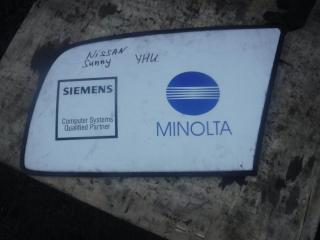 Nissan
Sunny
YHU
SIEMENS
Computer Systems
Qualified Partner
MINOLTA